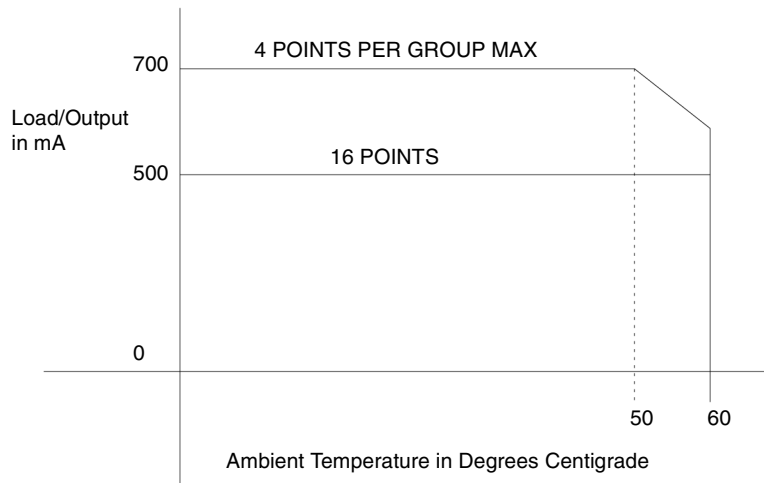 4 POINTS PER GROUP MAX
700
Load/Output
in mA
16 POINTS
500
0
50
60
Ambient Temperature in Degrees Centigrade